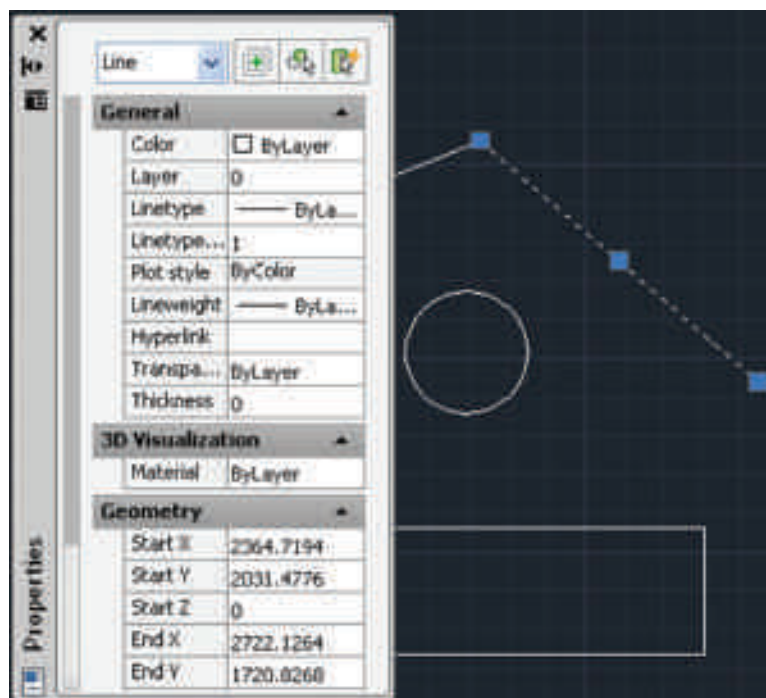 Line
General
Color ByLayer
Layer 0
Linetype ByLa...
Linetype... 1
Plot style ByColor
Lineweight ByLa...
Hyperlink
Transpa... ByLayer
Thickness 0
3D Visualization
Material ByLayer
Geometry
Start X 2364.7194
Start Y 2031.4776
Start Z 0
End X 2722.1264
End Y 1720.8268
Properties